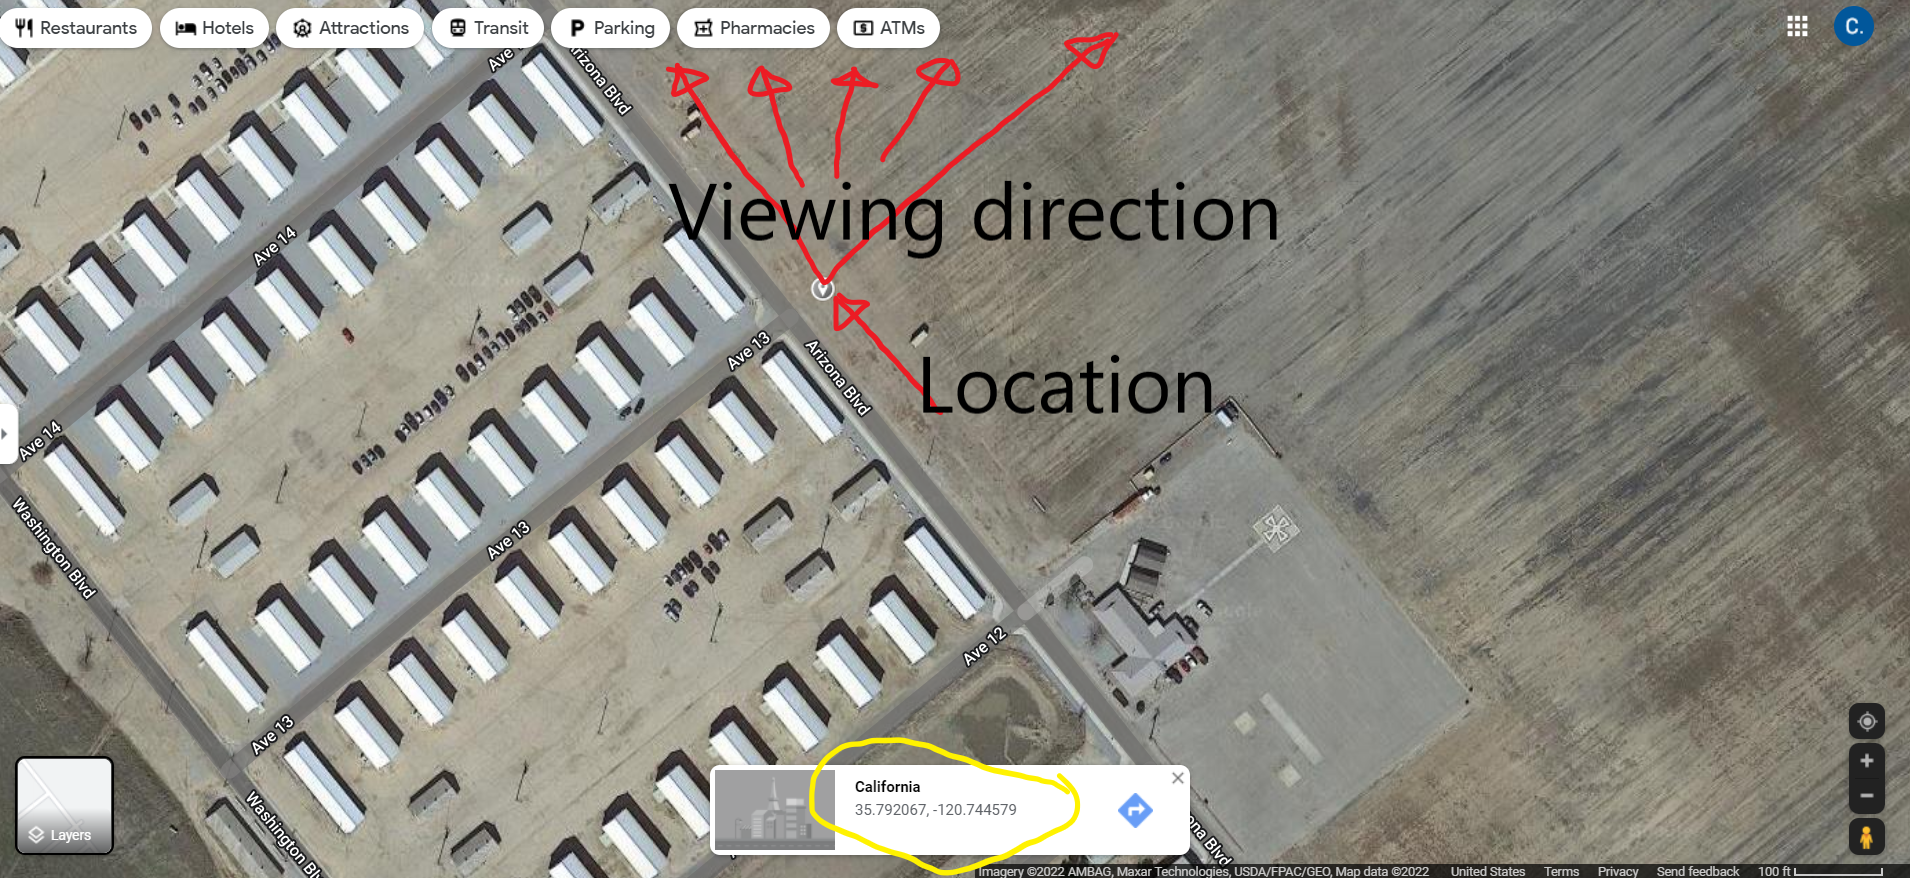 Restaurants
Hotels
Attractions
Transit
Parking
Pharmacies
ATMs
C.
Ave
Arizona Blvd
Viewing direction
Ave 14
Ave 13
Arizona Blvd
Location
Ave 14
Washington Blvd
Ave 13
Ave 12
Ave 13
California
35.792067, -120.744579
Layers
Washington Blv
ona Blvd
Imagery ©2022 AMBAG, Maxar Technologies, USDA/FPAC/GEO, Map data ©2022 United States Terms Privacy Send feedback 100 ft